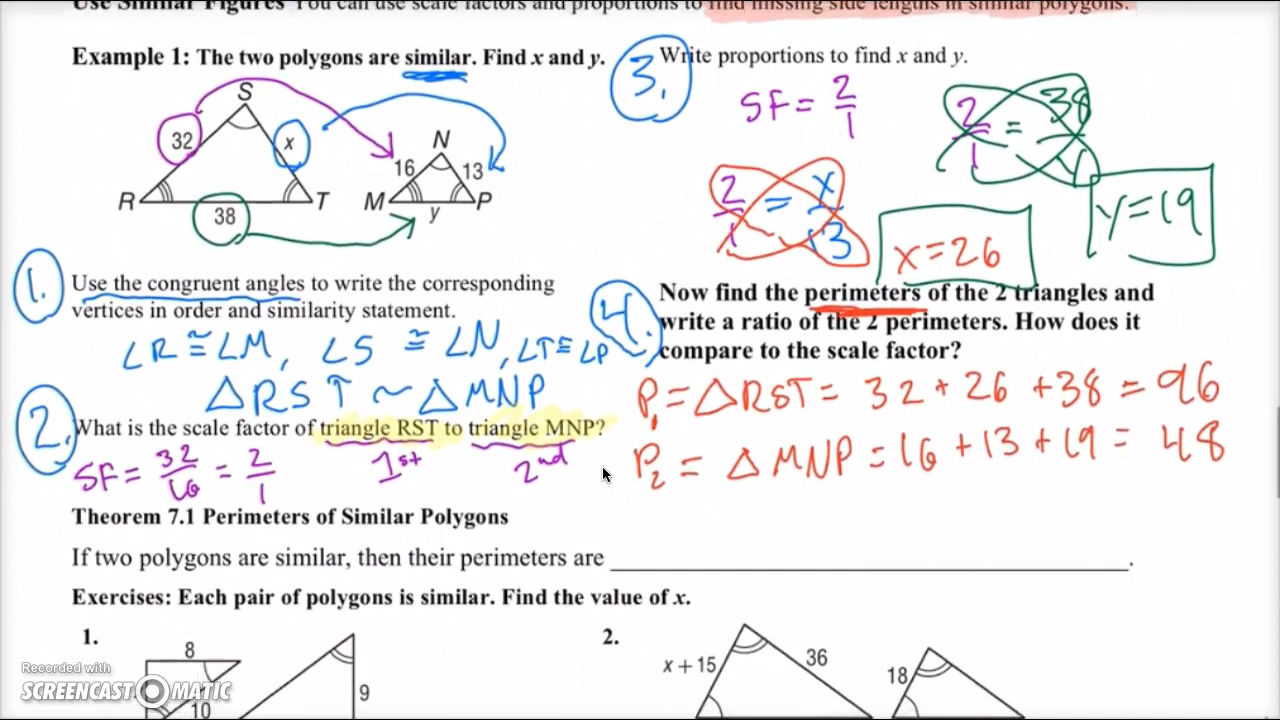 Use Similar Figures You can use scale factors and proportions to find missing side lengths in similar polygons.
Example 1: The two polygons are similar. Find x and y.
S
32
x
R
T
38
N
16
13
M
P
y
1.
Use the congruent angles to write the corresponding
vertices in order and similarity statement.
∠R ≅ ∠M, ∠S ≅ ∠N, ∠T ≅ ∠P
△RST ~ △MNP
2.
What is the scale factor of triangle RST to triangle MNP?
SF = 32/16 = 2/1
1st
2nd
3.
Write proportions to find x and y.
SF = 2/1
2/1 = 38/y
y = 19
2/1 = x/13
x = 26
4.
Now find the perimeters of the 2 triangles and
write a ratio of the 2 perimeters. How does it
compare to the scale factor?
P1 = △RST = 32 + 26 + 38 = 96
P2 = △MNP = 16 + 13 + 19 = 48
Theorem 7.1 Perimeters of Similar Polygons
If two polygons are similar, then their perimeters are ______________________.
Exercises: Each pair of polygons is similar. Find the value of x.
1.
8
10
9
2.
x + 15
36
18
Recorded with
SCREENCAST MATIC